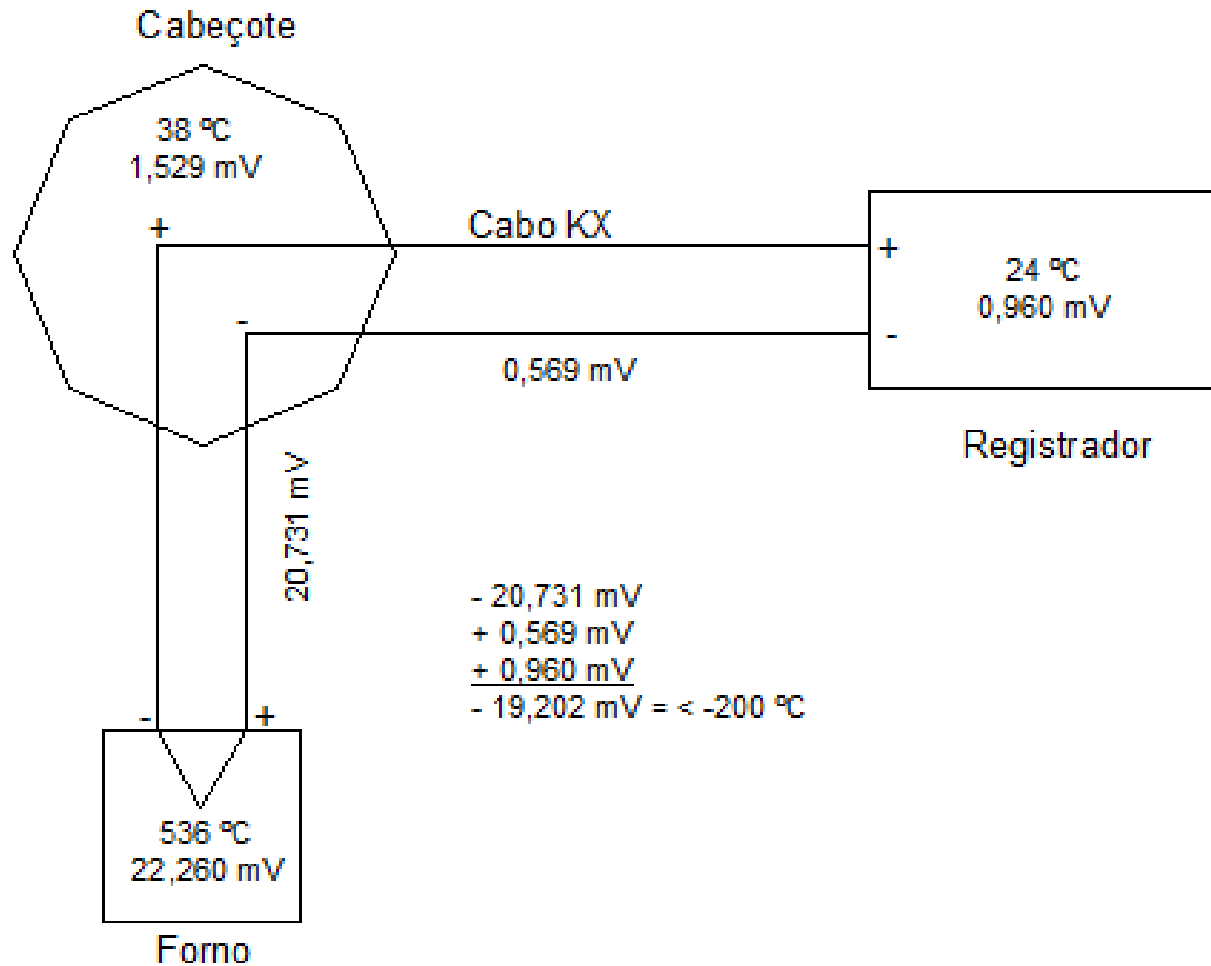 Cabeçote
38 ºC
1,529 mV
+
-
Cabo KX
0,569 mV
+
-
24 ºC
0,960 mV
Registrador
20,731 mV
- 20,731 mV
+ 0,569 mV
+ 0,960 mV
- 19,202 mV = < -200 ºC
-
+
536 ºC
22,260 mV
Forno